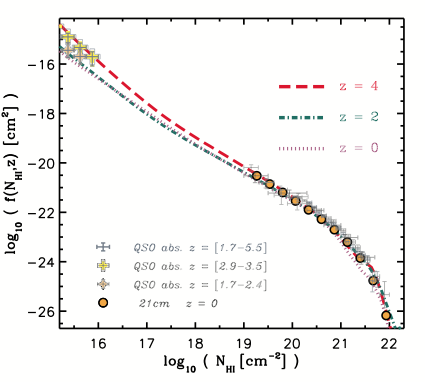 log₁₀ ( f(N_HI, z) [cm²] )
-16
-18
-20
-22
-24
-26
z = 4
z = 2
z = 0
QSO abs. z = [1.7-5.5]
QSO abs. z = [2.9-3.5]
QSO abs. z = [1.7-2.4]
21cm z = 0
16 17 18 19 20 21 22
log₁₀ ( N_HI [cm⁻²] )